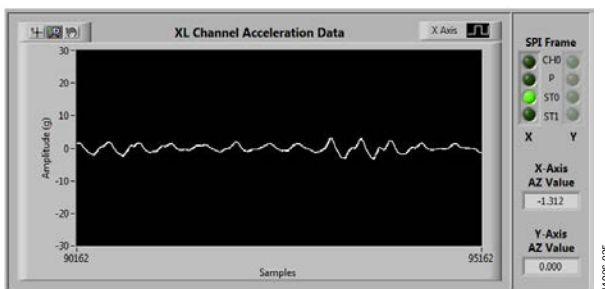 XL Channel Acceleration Data
X Axis
Amplitude (g)
30
20
10
0
-10
-20
-30
90162
95162
Samples
SPI Frame
CH0
P
ST0
ST1
X Y
X-Axis
AZ Value
-1.312
Y-Axis
AZ Value
0.000